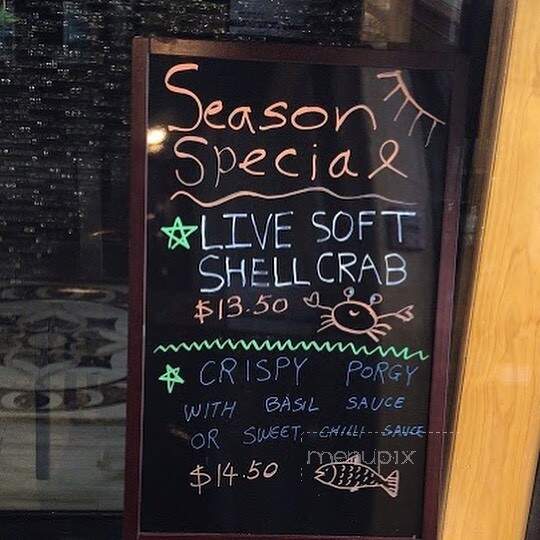 Season
Special
LIVE SOFT
SHELL CRAB
$13.50
CRISPY PORGY
WITH BASIL SAUCE
OR SWEET CHILLI SAUCE
menupix
$14.50